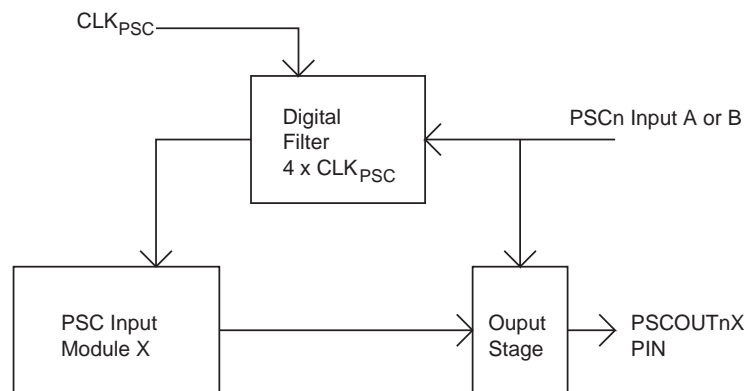 CLKPSC
Digital
Filter
4 x CLKPSC
PSCn Input A or B
PSC Input
Module X
Ouput
Stage
PSCOUTnX
PIN